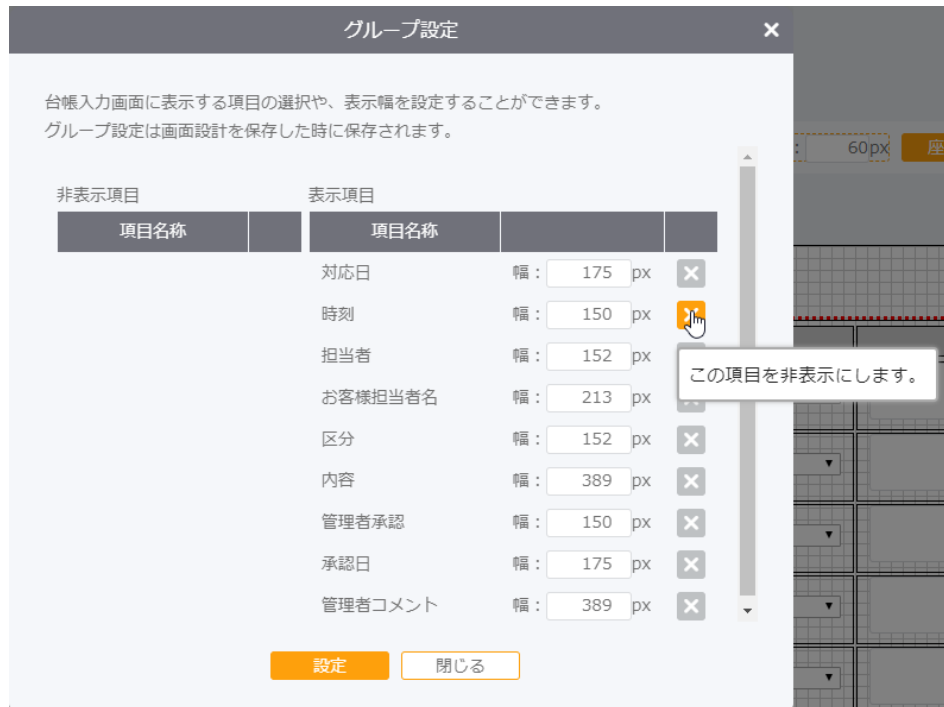 グループ設定
台帳入力画面に表示する項目の選択や、表示幅を設定することができます。
グループ設定は画面設計を保存した時に保存されます。
: 60 px 座
非表示項目 表示項目
項目名称 項目名称
対応日 幅： 175 px
時刻 幅： 150 px
担当者 幅： 152 px
この項目を非表示にします。
お客様担当者名 幅： 213 px
区分 幅： 152 px
内容 幅： 389 px
管理者承認 幅： 150 px
承認日 幅： 175 px
管理者コメント 幅： 389 px
設定 閉じる